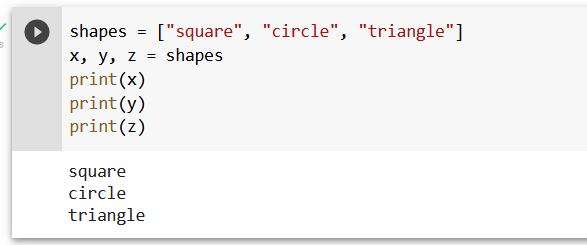 shapes = ["square", "circle", "triangle"]
x, y, z = shapes
print(x)
print(y)
print(z)
square
circle
triangle